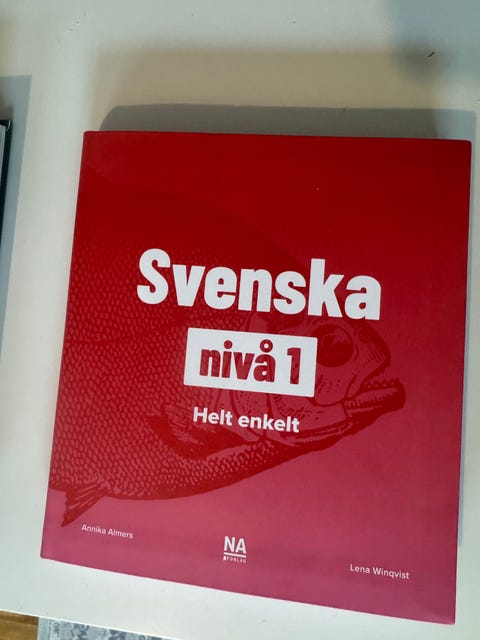 Svenska
nivå 1
Helt enkelt
Annika Almers
NA
FÖRLAG
Lena Winqvist